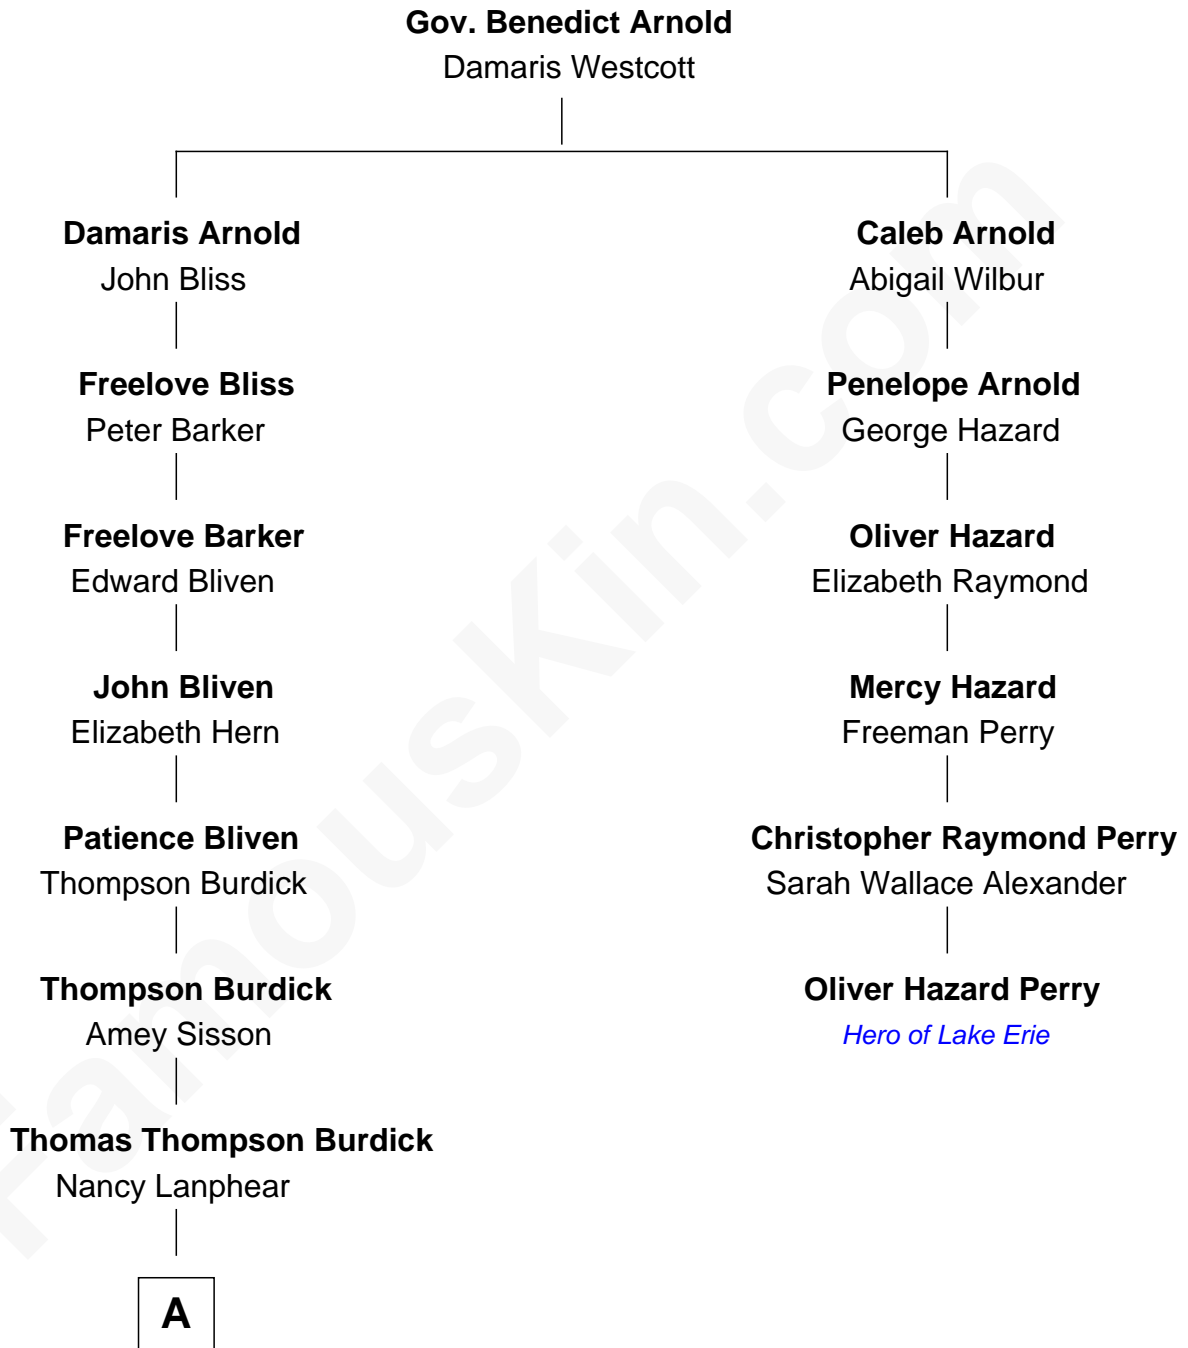 Gov. Benedict Arnold
Damaris Westcott
Damaris Arnold
John Bliss
Caleb Arnold
Abigail Wilbur
Freelove Bliss
Peter Barker
Penelope Arnold
George Hazard
Freelove Barker
Edward Bliven
Oliver Hazard
Elizabeth Raymond
John Bliven
Elizabeth Hern
Mercy Hazard
Freeman Perry
Patience Bliven
Thompson Burdick
Christopher Raymond Perry
Sarah Wallace Alexander
Thompson Burdick
Amey Sisson
Oliver Hazard Perry
Hero of Lake Erie
Thomas Thompson Burdick
Nancy Lanphear
A
FamousKin.com